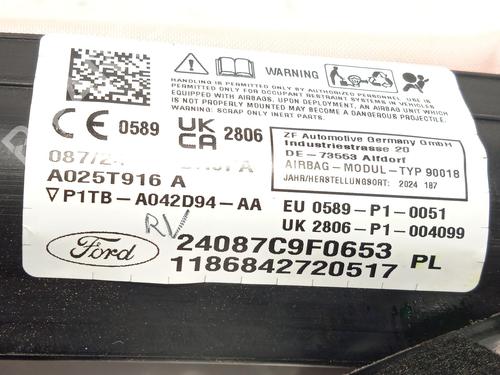 WARNING
HANDLING IS PERMITTED ONLY BY AUTHORIZED PERSONNEL. USE IS
PERMITTED ONLY FOR OCCUPANT RESTRAINT SYSTEMS IN VEHICLES
EQUIPPED WITH AIRBAGS. UPON DEPLOYMENT, AN AIRBAG UNIT WHICH
IS NOT PROPERLY MOUNTED MAY BECOME A DANGEROUS PROJECTILE.
WARNING: SCRAP ONLY INERT PARTS.
CE 0589 UK CA 2806
ZF Automotive Germany GmbH
Industriestrasse 20
DE - 73553 Alfdorf
AIRBAG - MODUL - TYP 90018
JAHR/HERSTELLUNGSORT: 2024 187
A025T916 A
P1TB-A042D94-AA
EU 0589-P1-0051
UK 2806-P1-004099
RV
Ford
24087C9F0653
PL
1186842720517